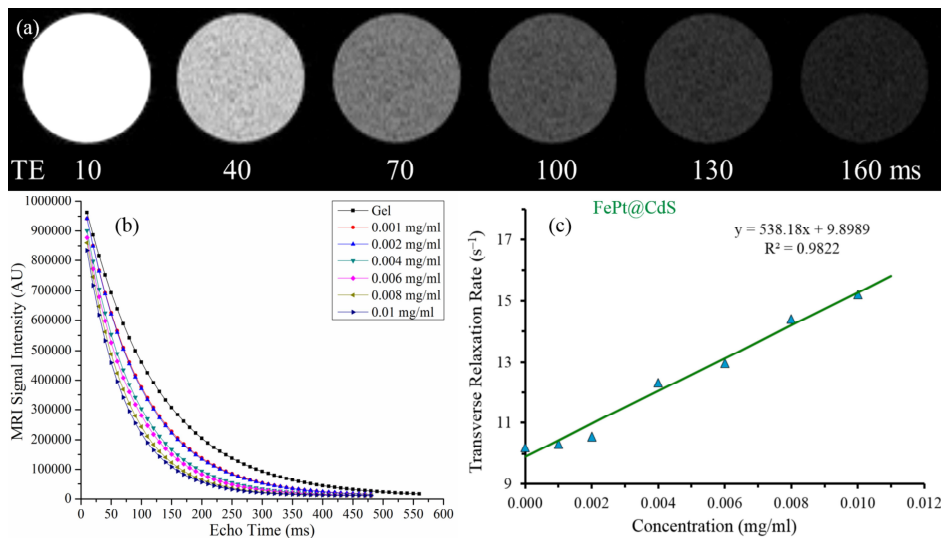 (a)
TE 10 40 70 100 130 160 ms
(b)
1000000
900000
800000
700000
600000
500000
400000
300000
200000
100000
0
MRI Signal Intensity (AU)
Gel
0.001 mg/ml
0.002 mg/ml
0.004 mg/ml
0.006 mg/ml
0.008 mg/ml
0.01 mg/ml
0 50 100 150 200 250 300 350 400 450 500 550 600
Echo Time (ms)
FePt@CdS
(c)
y = 538.18x + 9.8989
R² = 0.9822
17
15
13
11
9
Transverse Relaxation Rate (s⁻¹)
0.000 0.002 0.004 0.006 0.008 0.010 0.012
Concentration (mg/ml)